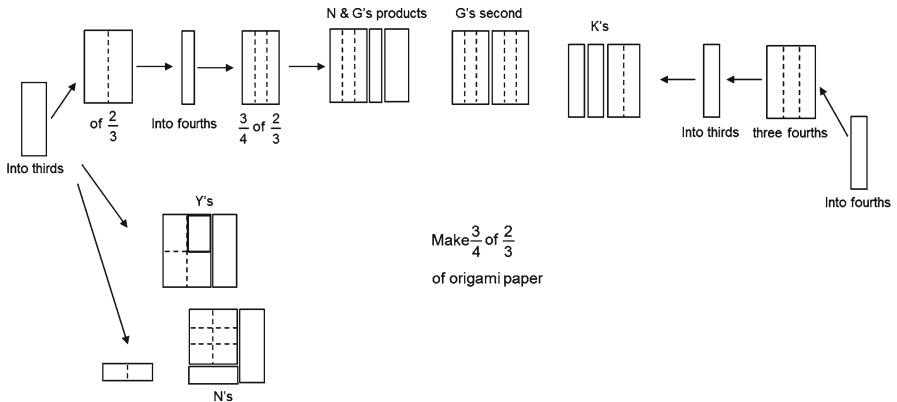 N & G's products
G's second
K's
of 2/3
Into fourths
3/4 of 2/3
Into thirds
three fourths
Into thirds
Into fourths
Y's
Make 3/4 of 2/3
of origami paper
N's